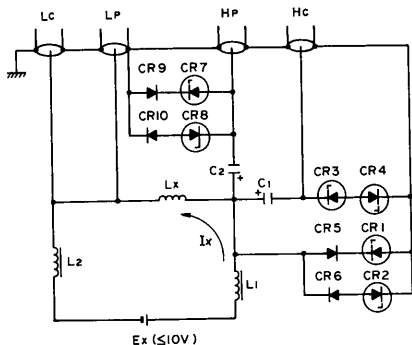 Lc Lp Hp Hc
CR9 CR7
CR10 CR8
C2 +
Lx + C1 CR3 CR4
Ix CR5 CR1
L2 L1 CR6 CR2
Ex (≤10V)